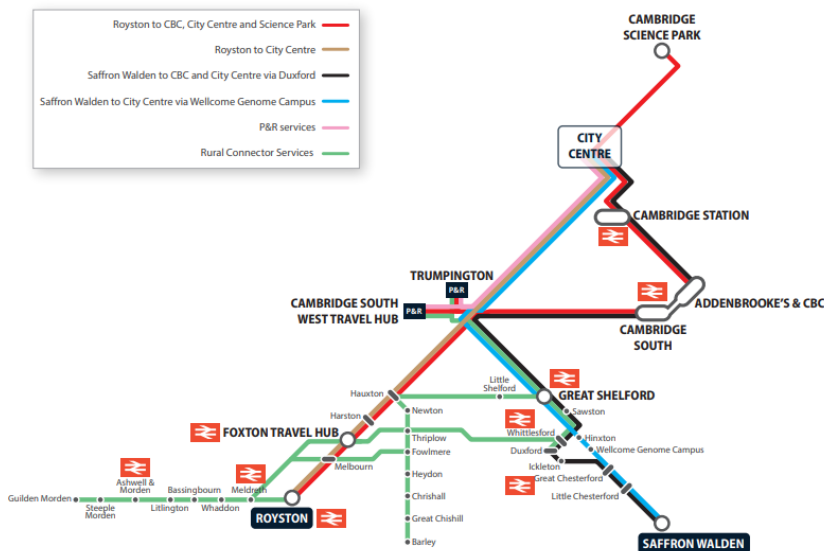 Royston to CBC, City Centre and Science Park
Royston to City Centre
Saffron Walden to CBC and City Centre via Duxford
Saffron Walden to City Centre via Wellcome Genome Campus
P&R services
Rural Connector Services
CAMBRIDGE
SCIENCE PARK
CITY
CENTRE
CAMBRIDGE STATION
TRUMPINGTON
P&R
CAMBRIDGE SOUTH
WEST TRAVEL HUB
P&R
ADDENBROOKE'S & CBC
CAMBRIDGE
SOUTH
Little
Shelford
Hauxton
GREAT SHELFORD
Newton
Sawston
Harston
FOXTON TRAVEL HUB
Thriplow
Whittlesford
Hinxton
Fowlmere
Duxford
Wellcome Genome Campus
Melbourn
Ickleton
Heydon
Great Chesterford
Ashwell &
Morden
Bassingbourn
Meldreth
Chrishall
Little Chesterford
Guilden Morden
Steeple
Morden
Litlington
Whaddon
ROYSTON
Great Chishill
Barley
SAFFRON WALDEN